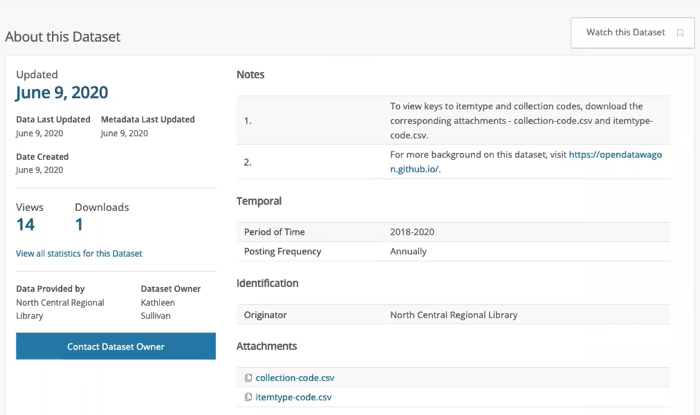 About this Dataset
Watch this Dataset
Updated
June 9, 2020
Data Last Updated Metadata Last Updated
June 9, 2020 June 9, 2020
Date Created
June 9, 2020
Views Downloads
14 1
View all statistics for this Dataset
Data Provided by Dataset Owner
North Central Regional Kathleen
Library Sullivan
Contact Dataset Owner
Notes
1. To view keys to itemtype and collection codes, download the
corresponding attachments - collection-code.csv and itemtype-
code.csv.
2. For more background on this dataset, visit https://opendatawago
n.github.io/.
Temporal
Period of Time 2018-2020
Posting Frequency Annually
Identification
Originator North Central Regional Library
Attachments
collection-code.csv
itemtype-code.csv